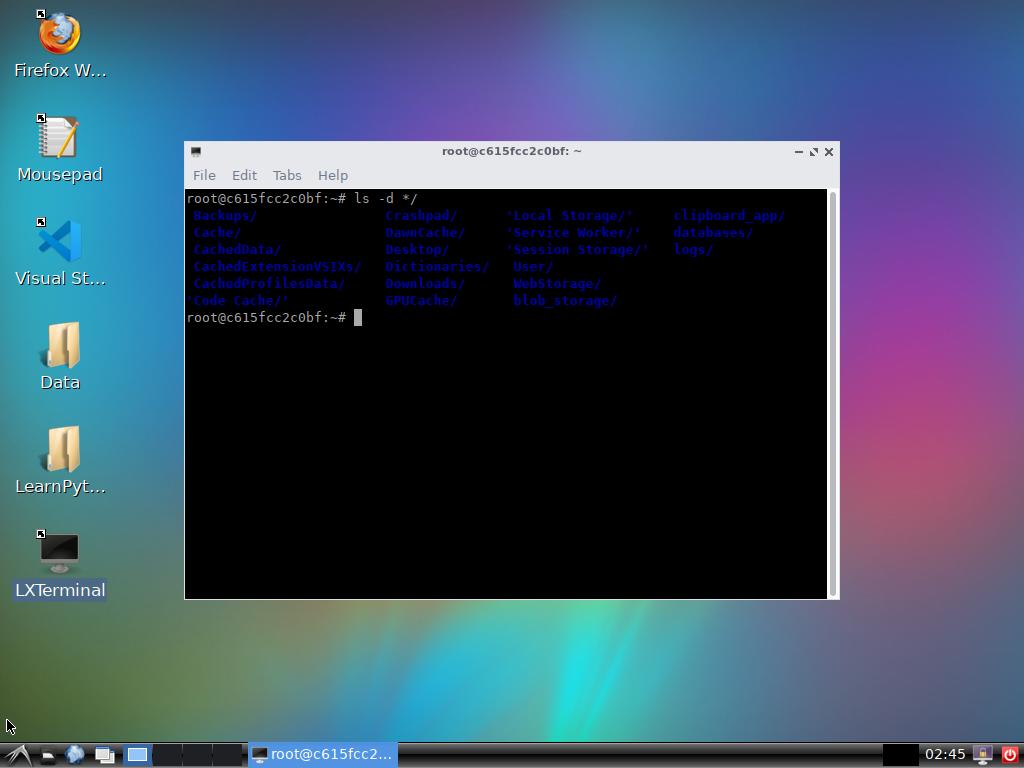 Firefox W...
Mousepad
Visual St...
Data
LearnPyt...
LXTerminal
root@c615fcc2c0bf: ~
File Edit Tabs Help
root@c615fcc2c0bf:~# ls -d */
Backups/ Crashpad/ 'Local Storage/' clipboard_app/
Cache/ DawnCache/ 'Service Worker/' databases/
CachedData/ Desktop/ 'Session Storage/' logs/
CachedExtensionVSIXs/ Dictionaries/ User/
CachedProfilesData/ Downloads/ WebStorage/
'Code Cache/' GPUCache/ blob_storage/
root@c615fcc2c0bf:~#
root@c615fcc2... 02:45